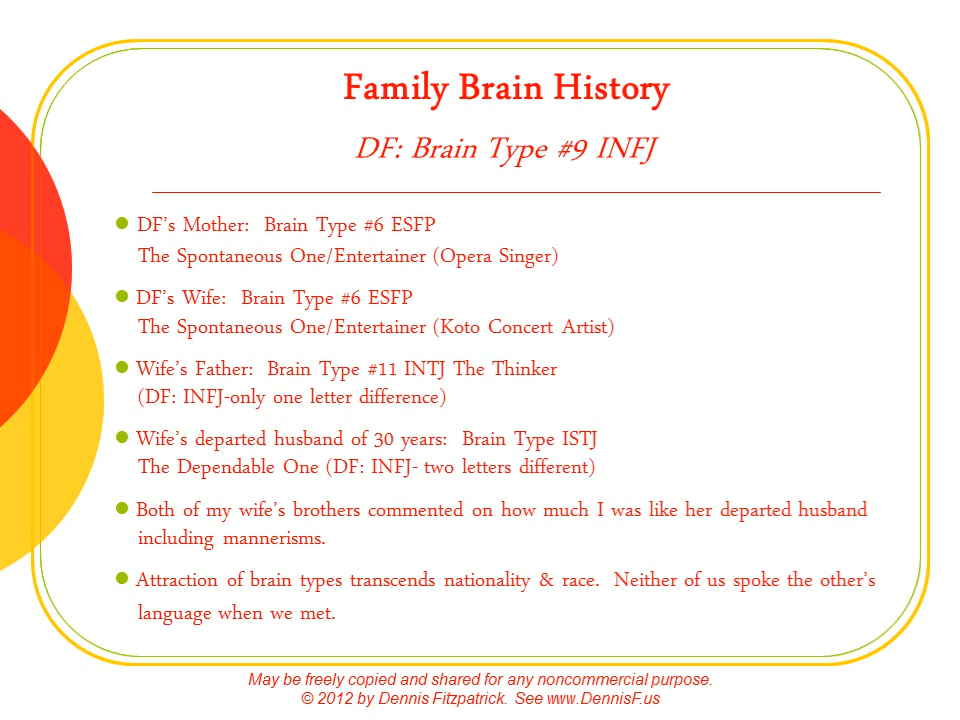 Family Brain History
DF: Brain Type #9 INFJ
DF's Mother: Brain Type #6 ESFP
The Spontaneous One/Entertainer (Opera Singer)
DF's Wife: Brain Type #6 ESFP
The Spontaneous One/Entertainer (Koto Concert Artist)
Wife's Father: Brain Type #11 INTJ The Thinker
(DF: INFJ-only one letter difference)
Wife's departed husband of 30 years: Brain Type ISTJ
The Dependable One (DF: INFJ- two letters different)
Both of my wife's brothers commented on how much I was like her departed husband
including mannerisms.
Attraction of brain types transcends nationality & race. Neither of us spoke the other's
language when we met.
May be freely copied and shared for any noncommercial purpose.
© 2012 by Dennis Fitzpatrick. See www.DennisF.us